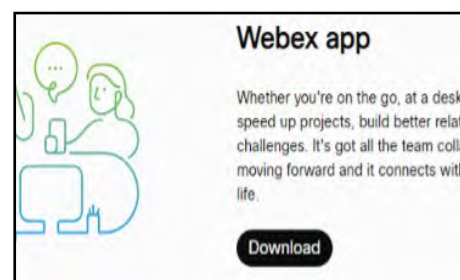 Webex app
Whether you're on the go, at a desk
speed up projects, build better relat
challenges. It's got all the team coll
moving forward and it connects wit
life.
Download